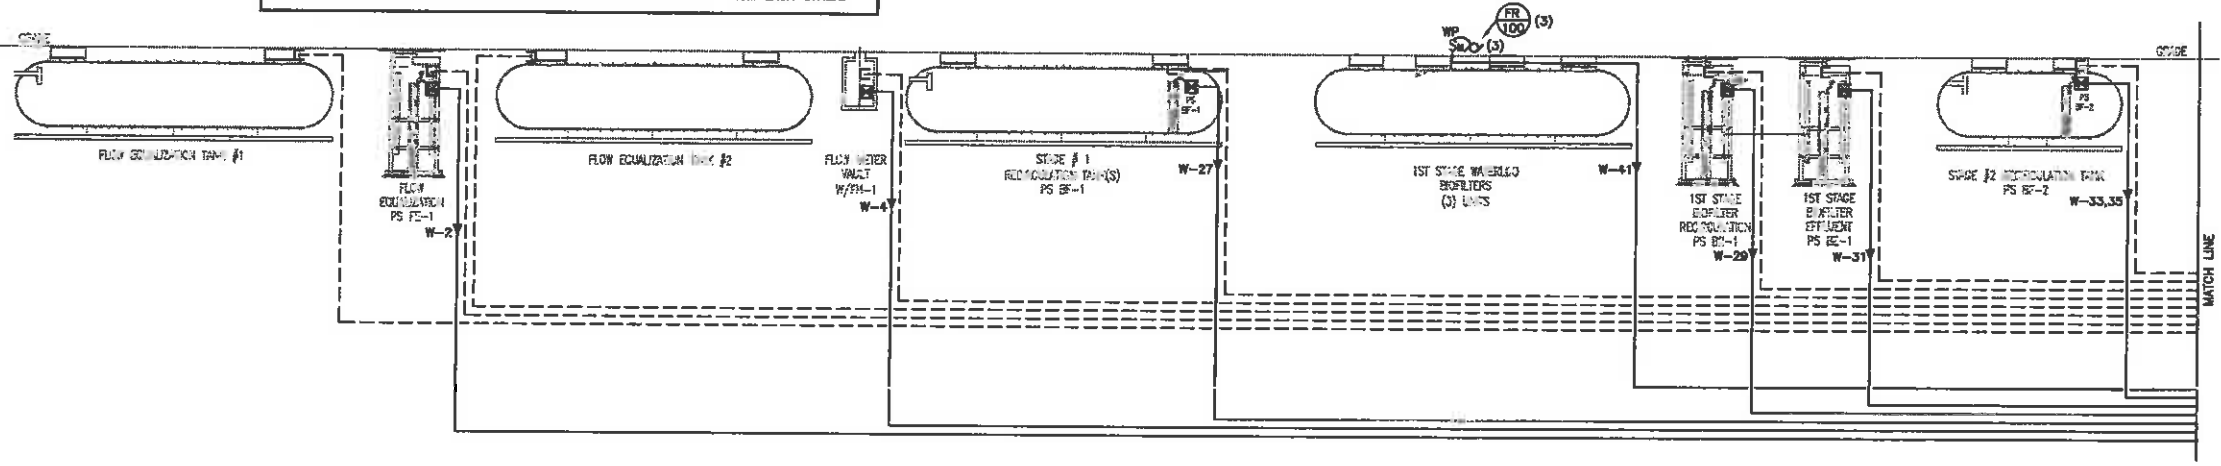 FR
100
(3)
WP
(3)
GRADE
GRADE
FLOW EQUALIZATION TANK #1
FLOW
EQUALIZATION
PS FE-1
W-2
FLOW EQUALIZATION TANK #2
FLOW METER
VAULT
W/FM-1
W-4
STAGE # 1
RECIRCULATION TANK(S)
PS BF-1
W-27
1ST STAGE WATERLOO
BIOFILTERS
(3) UNITS
W-41
1ST STAGE
BIOFILTER
RECIRCULATION
PS BR-1
W-29
1ST STAGE
BIOFILTER
EFFLUENT
PS BE-1
W-31
PS
BF-2
STAGE #2 RECIRCULATION TANK
PS BF-2
W-33,35
MATCH LINE